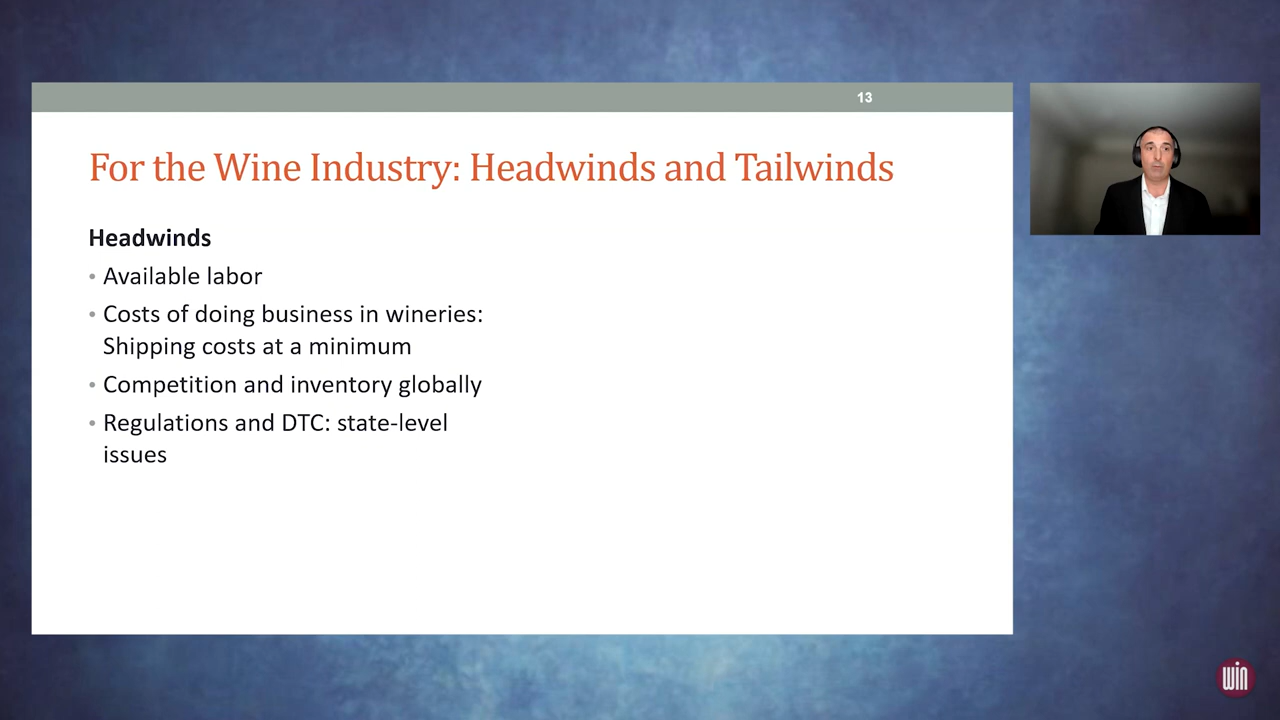 13
For the Wine Industry: Headwinds and Tailwinds
Headwinds
• Available labor
• Costs of doing business in wineries:
Shipping costs at a minimum
• Competition and inventory globally
• Regulations and DTC: state-level
issues
win